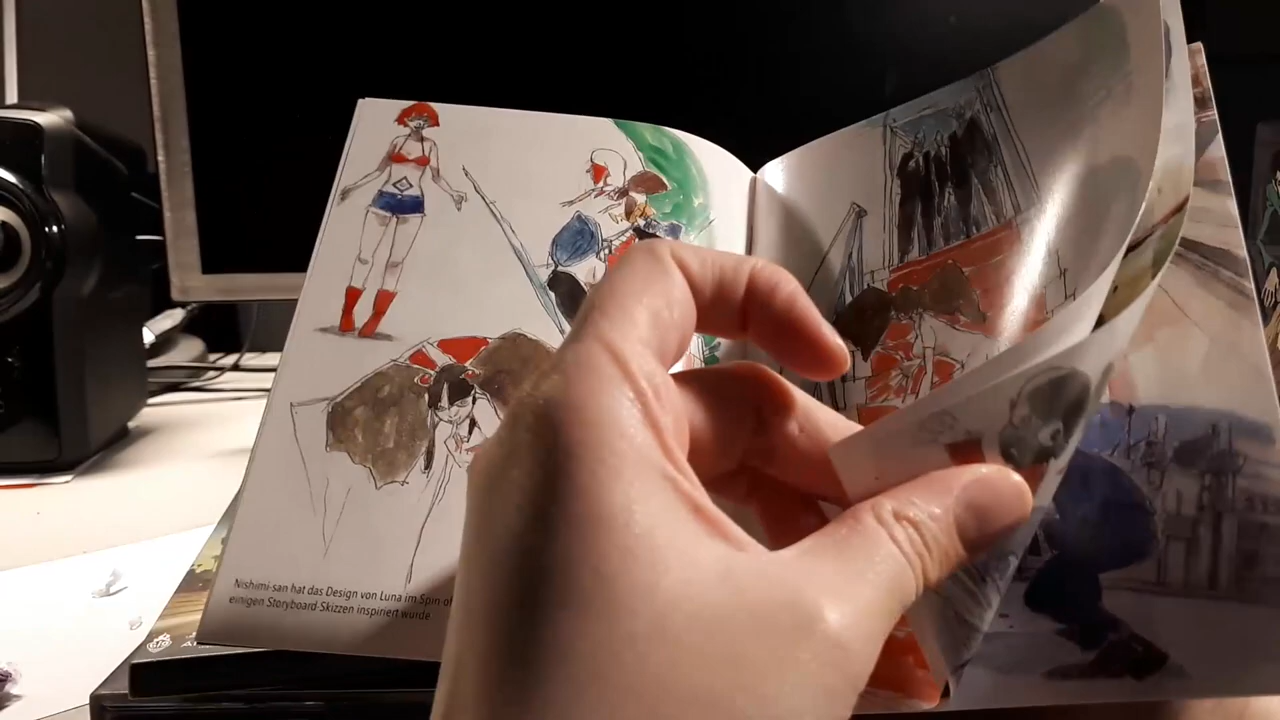 Nishimi-san hat das Design von Luna im Spin-of
einigen Storyboard-Skizzen inspiriert wurde